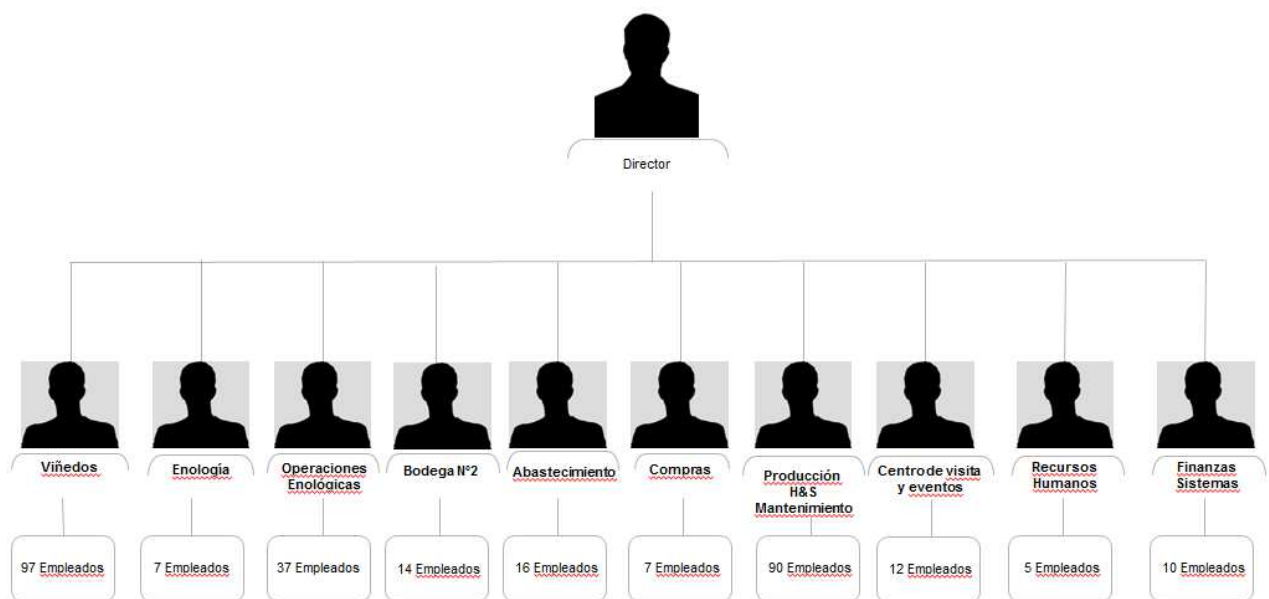 Director
Viñedos
Enología
Operaciones
Enológicas
Bodega Nº2
Abastecimiento
Compras
Producción
H&S
Mantenimiento
Centro de visita
y eventos
Recursos
Humanos
Finanzas
Sistemas
97 Empleados
7 Empleados
37 Empleados
14 Empleados
16 Empleados
7 Empleados
90 Empleados
12 Empleados
5 Empleados
10 Empleados